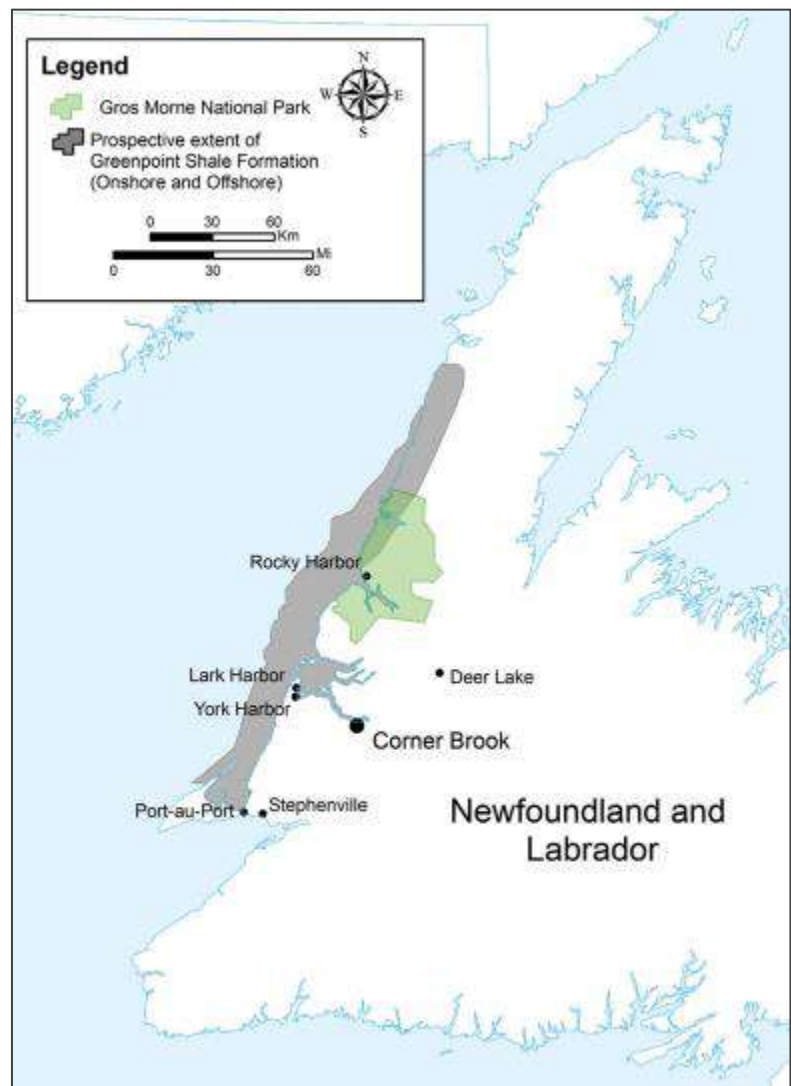 Legend
N
W E
S
Gros Morne National Park
Prospective extent of
Greenpoint Shale Formation
(Onshore and Offshore)
0 30 60
Km
Mi
0 30 60
Rocky Harbor
Lark Harbor
York Harbor
Deer Lake
Corner Brook
Port-au-Port
Stephenville
Newfoundland and
Labrador